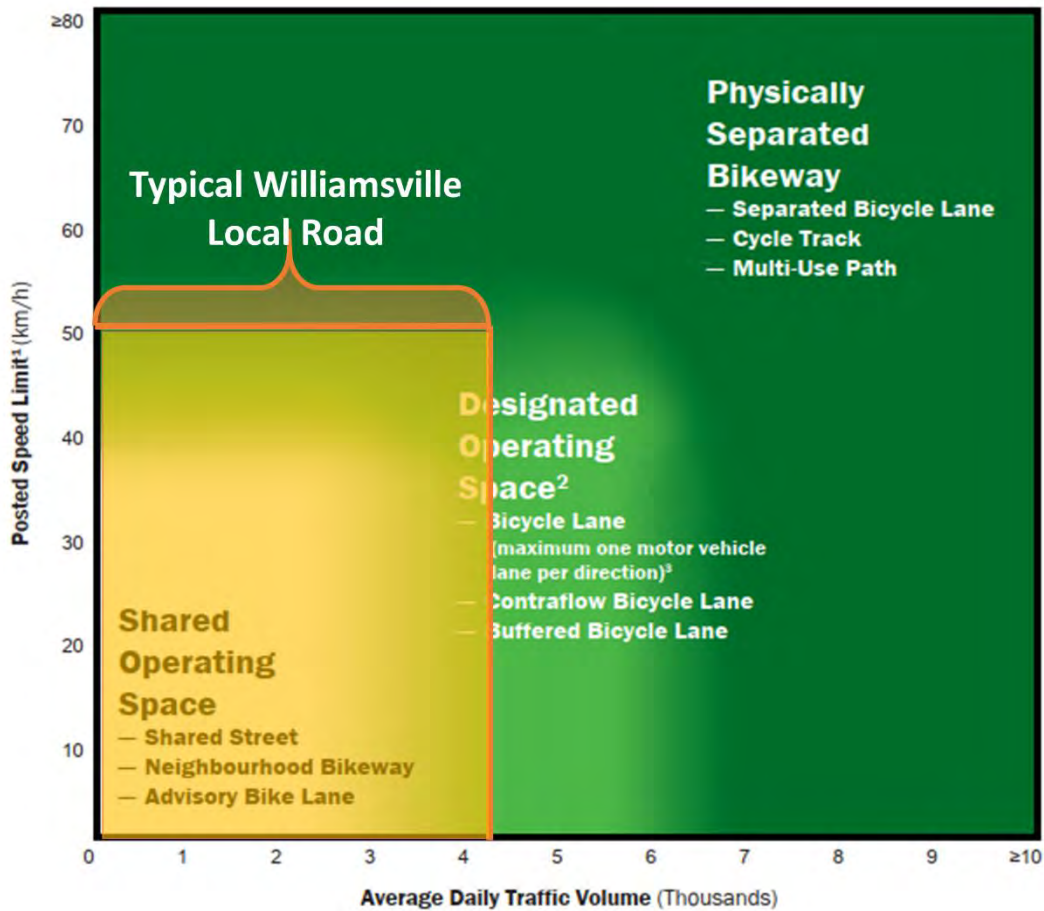 ≥80
70
60
50
40
30
20
10
Posted Speed Limit¹ (km/h)
Typical Williamsville
Local Road
Physically
Separated
Bikeway
— Separated Bicycle Lane
— Cycle Track
— Multi-Use Path
Designated
Operating
Space²
— Bicycle Lane
(maximum one motor vehicle
lane per direction)³
— Contraflow Bicycle Lane
— Buffered Bicycle Lane
Shared
Operating
Space
— Shared Street
— Neighbourhood Bikeway
— Advisory Bike Lane
0 1 2 3 4 5 6 7 8 9 ≥10
Average Daily Traffic Volume (Thousands)